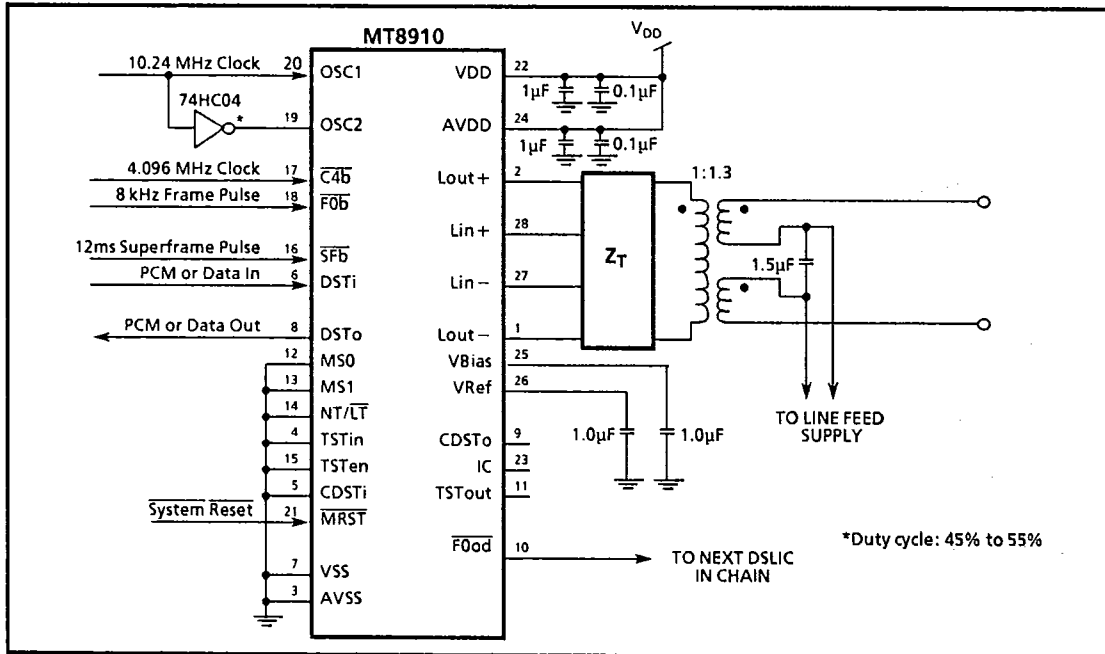 MT8910
V_DD
10.24 MHz Clock 20 OSC1
74HC04
*
19 OSC2
4.096 MHz Clock 17 C4b
8 kHz Frame Pulse 18 F0b
12ms Superframe Pulse 16 SFb
PCM or Data In 6 DSTi
PCM or Data Out 8 DSTo
12 MS0
13 MS1
14 NT/LT
4 TSTin
15 TSTen
5 CDSTi
System Reset 21 MRST
7 VSS
3 AVSS
VDD 22
1µF 0.1µF
AVDD 24
1µF 0.1µF
Lout+ 2
Lin+ 28
Lin− 27
Lout− 1
VBias 25
VRef 26
CDSTo 9
IC 23
TSTout 11
F0od 10
Z_T
1:1.3
1.5µF
1.0µF 1.0µF
TO LINE FEED
SUPPLY
TO NEXT DSLIC
IN CHAIN
*Duty cycle: 45% to 55%